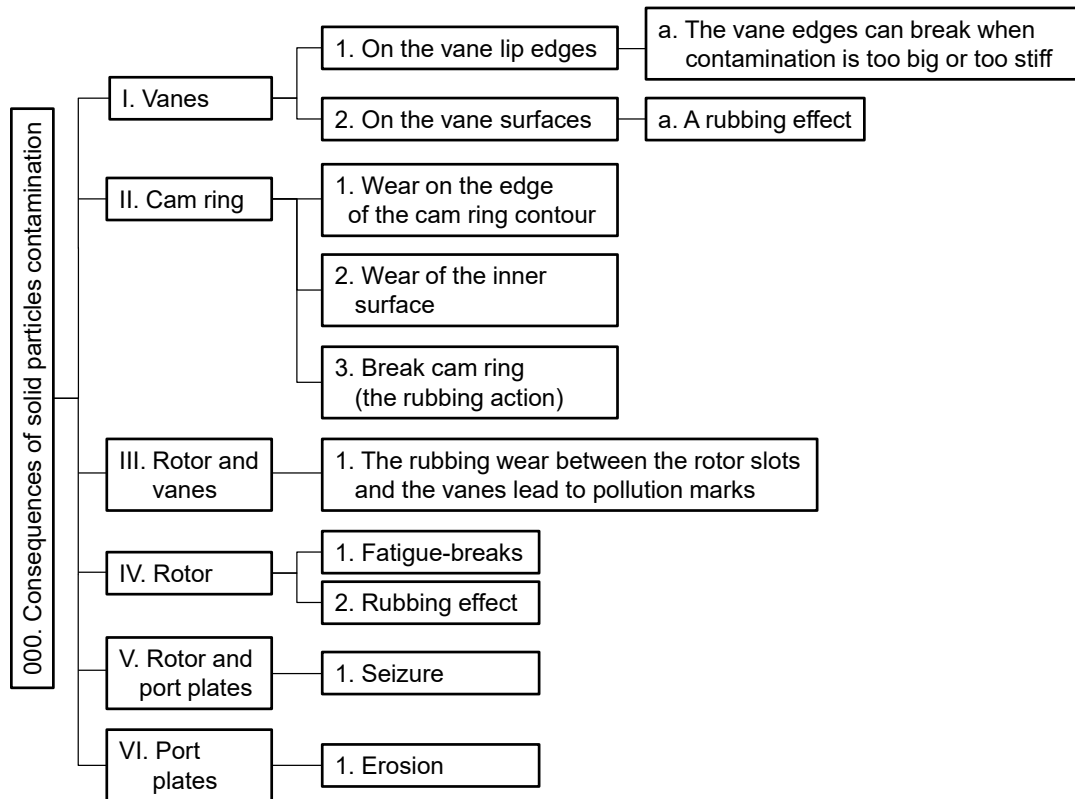 000. Consequences of solid particles contamination
I. Vanes
1. On the vane lip edges
a. The vane edges can break when
contamination is too big or too stiff
2. On the vane surfaces
a. A rubbing effect
II. Cam ring
1. Wear on the edge
of the cam ring contour
2. Wear of the inner
surface
3. Break cam ring
(the rubbing action)
III. Rotor and
vanes
1. The rubbing wear between the rotor slots
and the vanes lead to pollution marks
IV. Rotor
1. Fatigue-breaks
2. Rubbing effect
V. Rotor and
port plates
1. Seizure
VI. Port
plates
1. Erosion